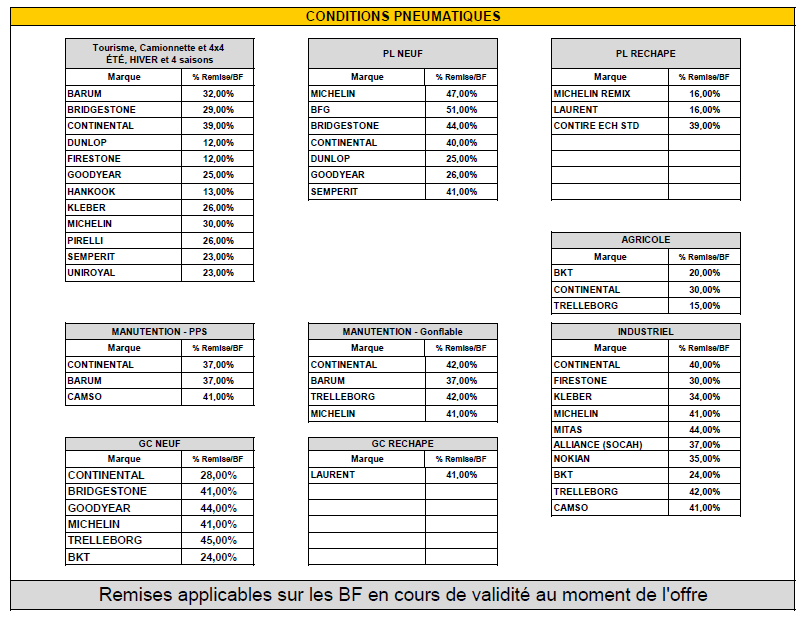 CONDITIONS PNEUMATIQUES
Tourisme, Camionnette et 4x4
ÉTÉ, HIVER et 4 saisons
Marque % Remise/BF
BARUM 32,00%
BRIDGESTONE 29,00%
CONTINENTAL 39,00%
DUNLOP 12,00%
FIRESTONE 12,00%
GOODYEAR 25,00%
HANKOOK 13,00%
KLEBER 26,00%
MICHELIN 30,00%
PIRELLI 26,00%
SEMPERIT 23,00%
UNIROYAL 23,00%
PL NEUF
Marque % Remise/BF
MICHELIN 47,00%
BFG 51,00%
BRIDGESTONE 44,00%
CONTINENTAL 40,00%
DUNLOP 25,00%
GOODYEAR 26,00%
SEMPERIT 41,00%
PL RECHAPE
Marque % Remise/BF
MICHELIN REMIX 16,00%
LAURENT 16,00%
CONTIRE ECH STD 39,00%
AGRICOLE
Marque % Remise/BF
BKT 20,00%
CONTINENTAL 30,00%
TRELLEBORG 15,00%
MANUTENTION - PPS
Marque % Remise/BF
CONTINENTAL 37,00%
BARUM 37,00%
CAMSO 41,00%
MANUTENTION - Gonflable
Marque % Remise/BF
CONTINENTAL 42,00%
BARUM 37,00%
TRELLEBORG 42,00%
MICHELIN 41,00%
INDUSTRIEL
Marque % Remise/BF
CONTINENTAL 40,00%
FIRESTONE 30,00%
KLEBER 34,00%
MICHELIN 41,00%
MITAS 44,00%
ALLIANCE (SOCAH) 37,00%
NOKIAN 35,00%
BKT 24,00%
TRELLEBORG 42,00%
CAMSO 41,00%
GC NEUF
Marque % Remise/BF
CONTINENTAL 28,00%
BRIDGESTONE 41,00%
GOODYEAR 44,00%
MICHELIN 41,00%
TRELLEBORG 45,00%
BKT 24,00%
GC RECHAPE
Marque % Remise/BF
LAURENT 41,00%
Remises applicables sur les BF en cours de validité au moment de l'offre